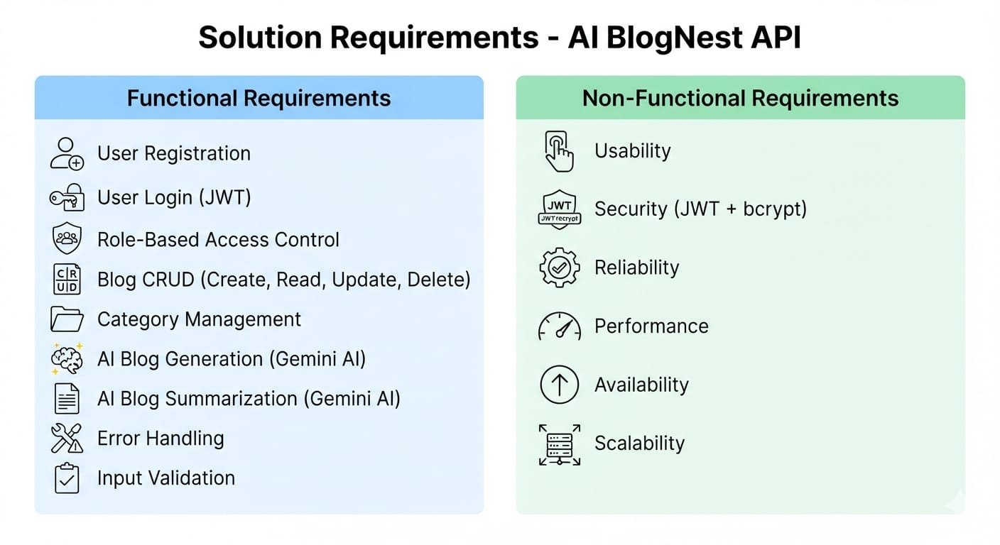 Solution Requirements - AI BlogNest API
Functional Requirements
User Registration
User Login (JWT)
Role-Based Access Control
C R
U D
Blog CRUD (Create, Read, Update, Delete)
Category Management
AI Blog Generation (Gemini AI)
AI Blog Summarization (Gemini AI)
Error Handling
Input Validation
Non-Functional Requirements
Usability
JWT
JWTrecrypt
Security (JWT + bcrypt)
Reliability
Performance
Availability
Scalability